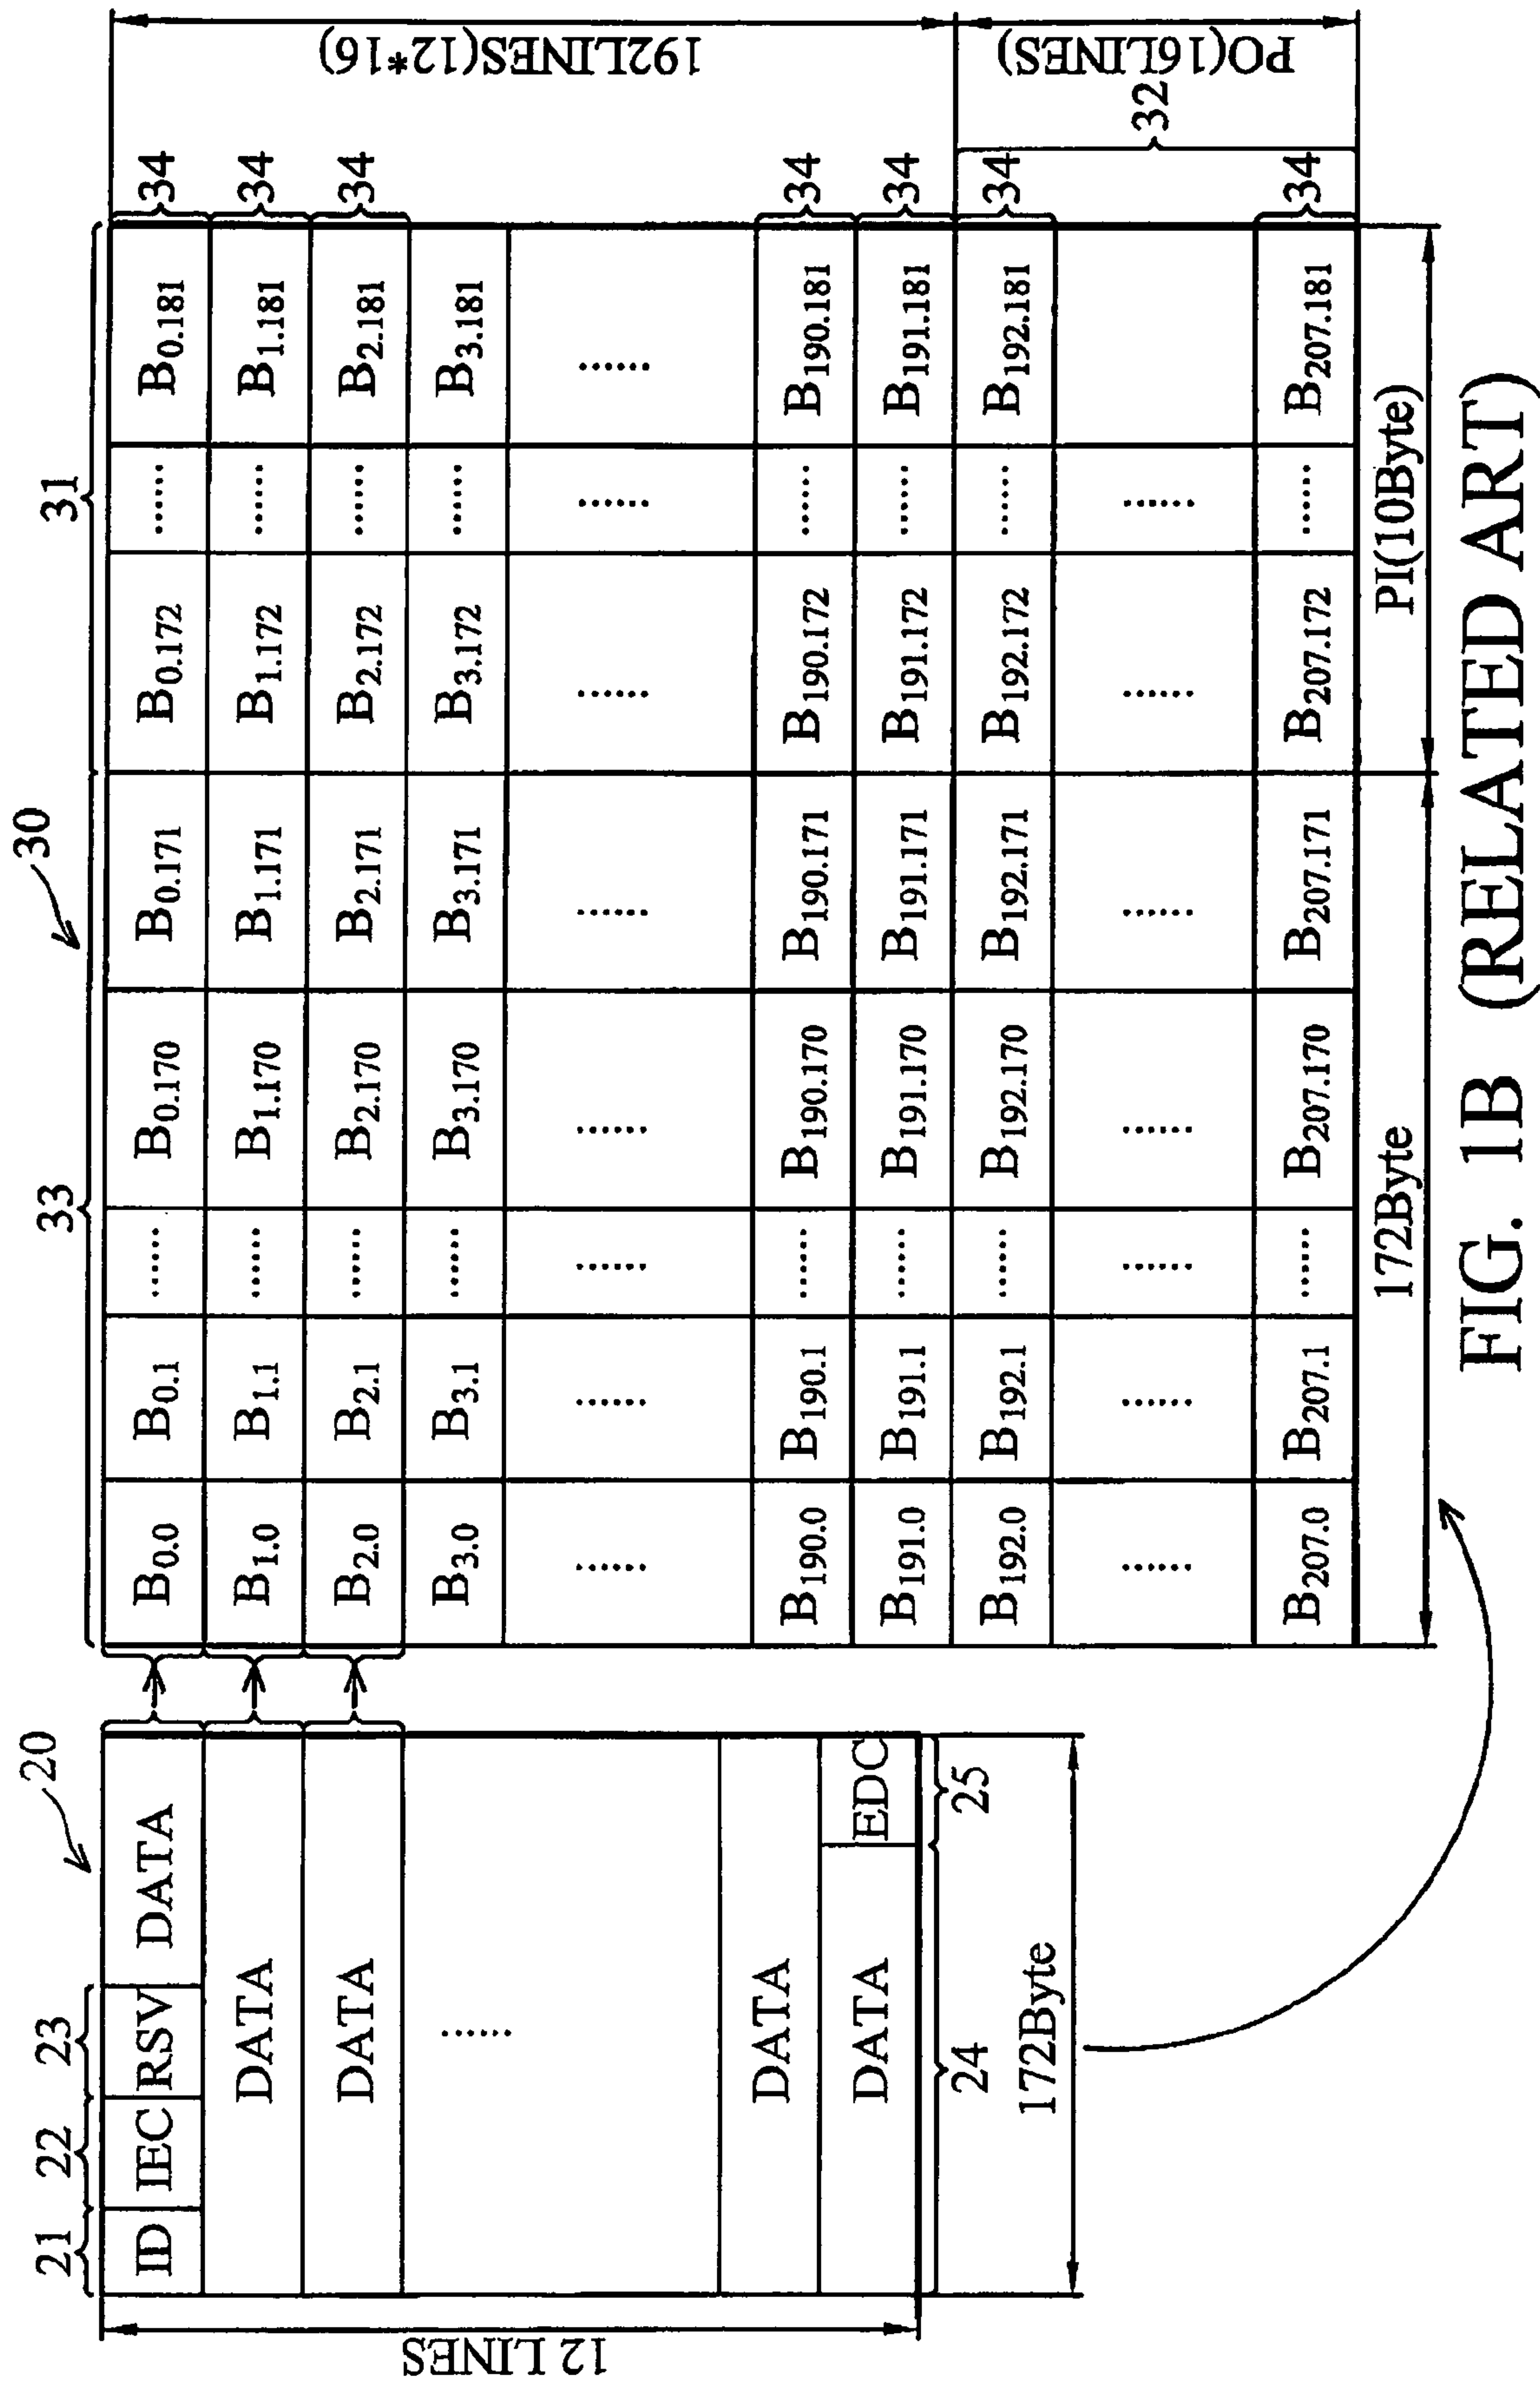 20
30
21 22 23
33 31
ID IEC RSV DATA
DATA
DATA
......
DATA
DATA EDC
24 25
172Byte
12 LINES
B0.0 B0.1 ...... B0.170 B0.171 B0.172 ...... B0.181 34
B1.0 B1.1 ...... B1.170 B1.171 B1.172 ...... B1.181 34
B2.0 B2.1 ...... B2.170 B2.171 B2.172 ...... B2.181 34
B3.0 B3.1 B3.170 B3.171 B3.172 B3.181
...... ...... ...... ...... ...... ...... ...... ......
B190.0 B190.1 ...... B190.170 B190.171 B190.172 ...... B190.181 34
B191.0 B191.1 ...... B191.170 B191.171 B191.172 ...... B191.181 34
B192.0 B192.1 ...... B192.170 B192.171 B192.172 ...... B192.181 34
...... ...... ...... ...... ...... ...... ......
B207.0 B207.1 ...... B207.170 B207.171 B207.172 ...... B207.181 34
32
192LINES(12*16)
PO(16LINES)
172Byte PI(10Byte)
FIG. 1B (RELATED ART)